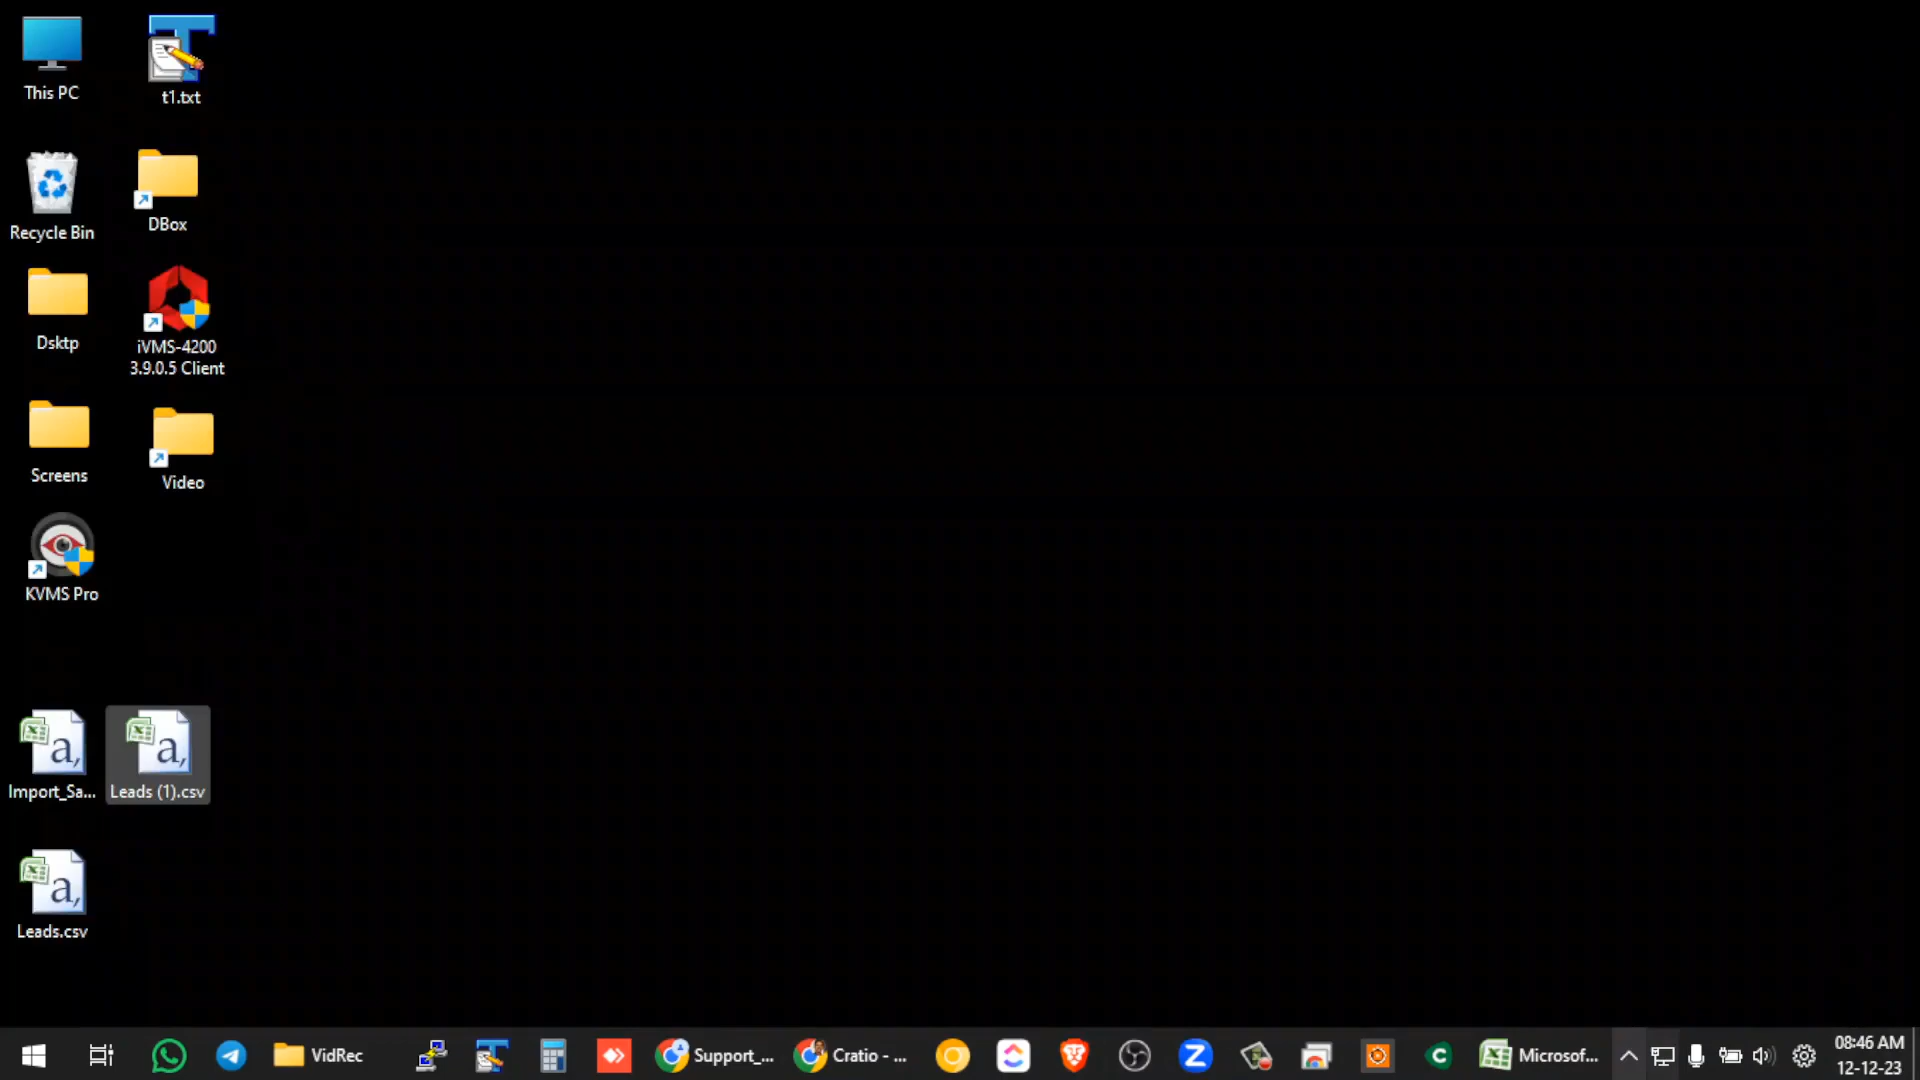 This PC
t1.txt
Recycle Bin
DBox
Dsktp
iVMS-4200
3.9.0.5 Client
Screens
Video
KVMS Pro
Import_Sa...
Leads (1).csv
Leads.csv
VidRec
Support_...
Cratio - ...
Microsof...
08:46 AM
12-12-23